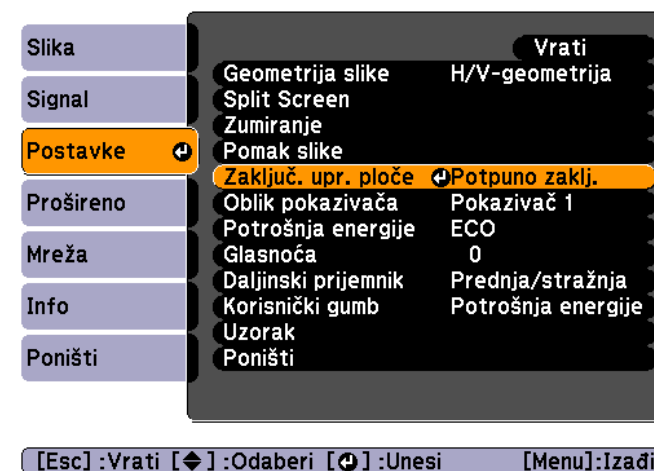 Slika
Signal
Postavke
Prošireno
Mreža
Info
Poništi
Vrati
Geometrija slike H/V-geometrija
Split Screen
Zumiranje
Pomak slike
Zaključ. upr. ploče Potpuno zaklj.
Oblik pokazivača Pokazivač 1
Potrošnja energije ECO
Glasnoća 0
Daljinski prijemnik Prednja/stražnja
Korisnički gumb Potrošnja energije
Uzorak
Poništi
[Esc] :Vrati [◆] :Odaberi [↵] :Unesi [Menu]:Izađi